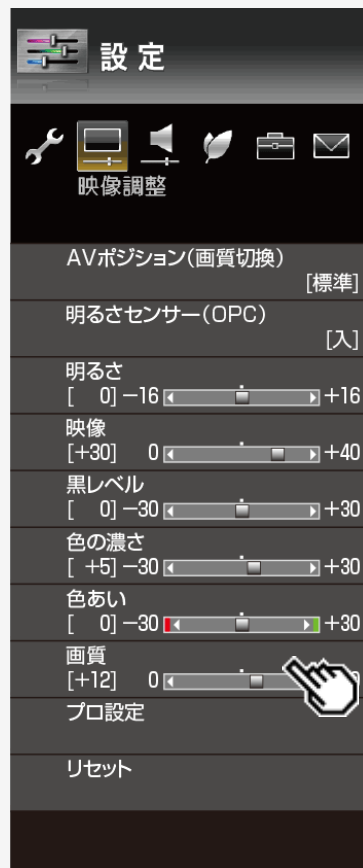 設定
映像調整
AVポジション(画質切換)
[標準]
明るさセンサー(OPC)
[入]
明るさ
[ 0] −16 +16
映像
[+30] 0 +40
黒レベル
[ 0] −30 +30
色の濃さ
[ +5] −30 +30
色あい
[ 0] −30 +30
画質
[+12] 0
プロ設定
リセット